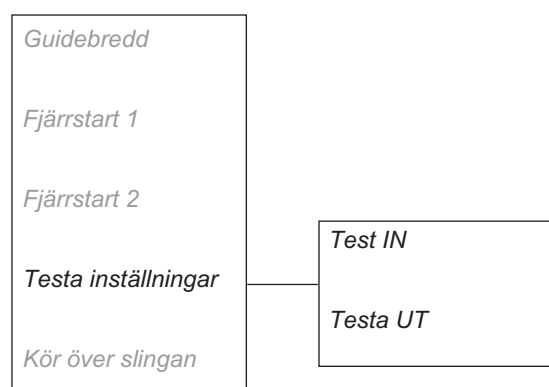 Guidebredd
Fjärrstart 1
Fjärrstart 2
Testa inställningar
Kör över slingan
Test IN
Testa UT